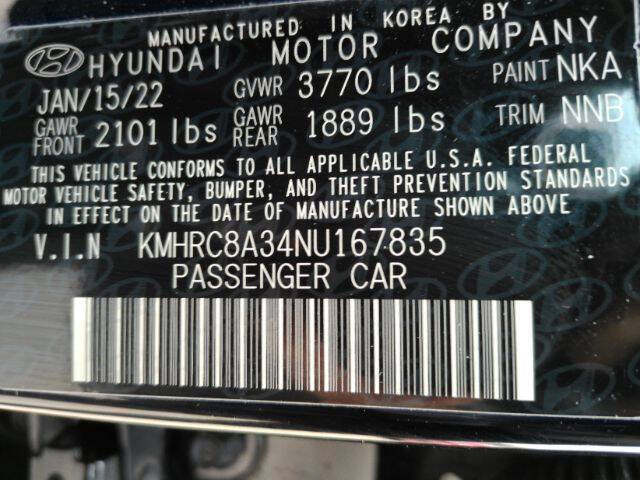 MANUFACTURED IN KOREA BY
HYUNDAI MOTOR COMPANY
JAN/15/22 GVWR 3770 lbs PAINT NKA
GAWR FRONT 2101 lbs GAWR REAR 1889 lbs TRIM NNB
THIS VEHICLE CONFORMS TO ALL APPLICABLE U.S.A. FEDERAL
MOTOR VEHICLE SAFETY, BUMPER, AND THEFT PREVENTION STANDARDS
IN EFFECT ON THE DATE OF MANUFACTURE SHOWN ABOVE.
V.I.N KMHRC8A34NU167835
PASSENGER CAR